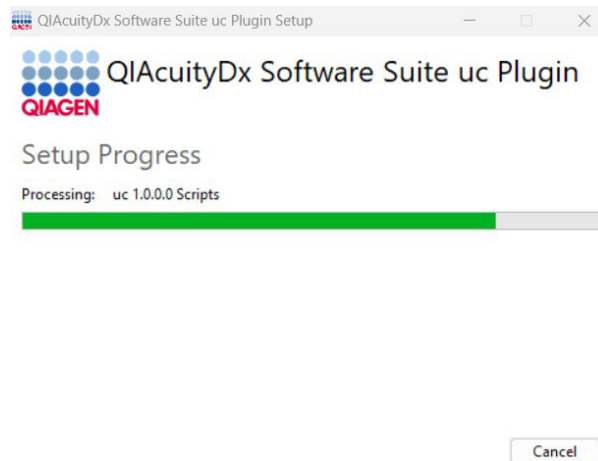 QIAcuityDx Software Suite uc Plugin Setup
QIAcuityDx Software Suite uc Plugin
QIAGEN
Setup Progress
Processing: uc 1.0.0.0 Scripts
Cancel